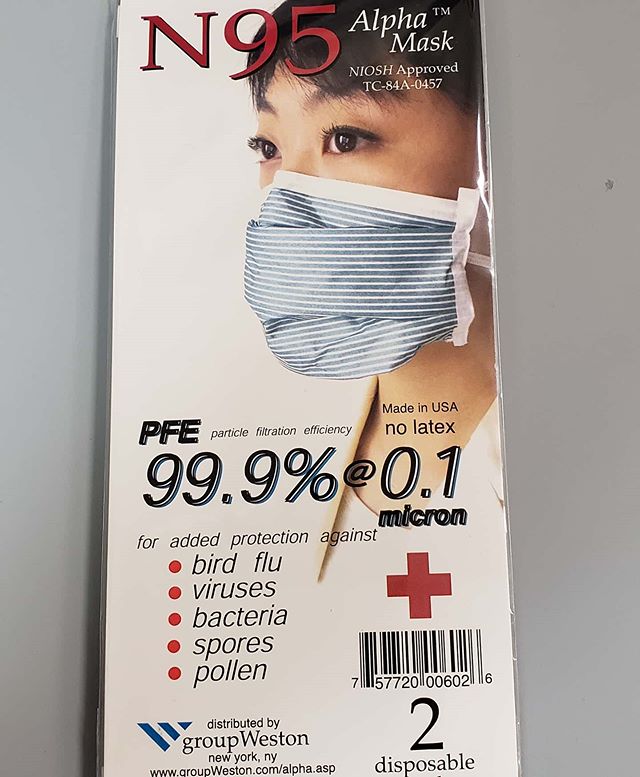 N95 Alpha™
Mask
NIOSH Approved
TC-84A-0457
Made in USA
no latex
PFE particle filtration efficiency
99.9%@0.1
micron
for added protection against
bird flu
viruses
bacteria
spores
pollen
7 57720 00602 6
2
disposable
distributed by
groupWeston
new york, ny
www.groupWeston.com/alpha.asp